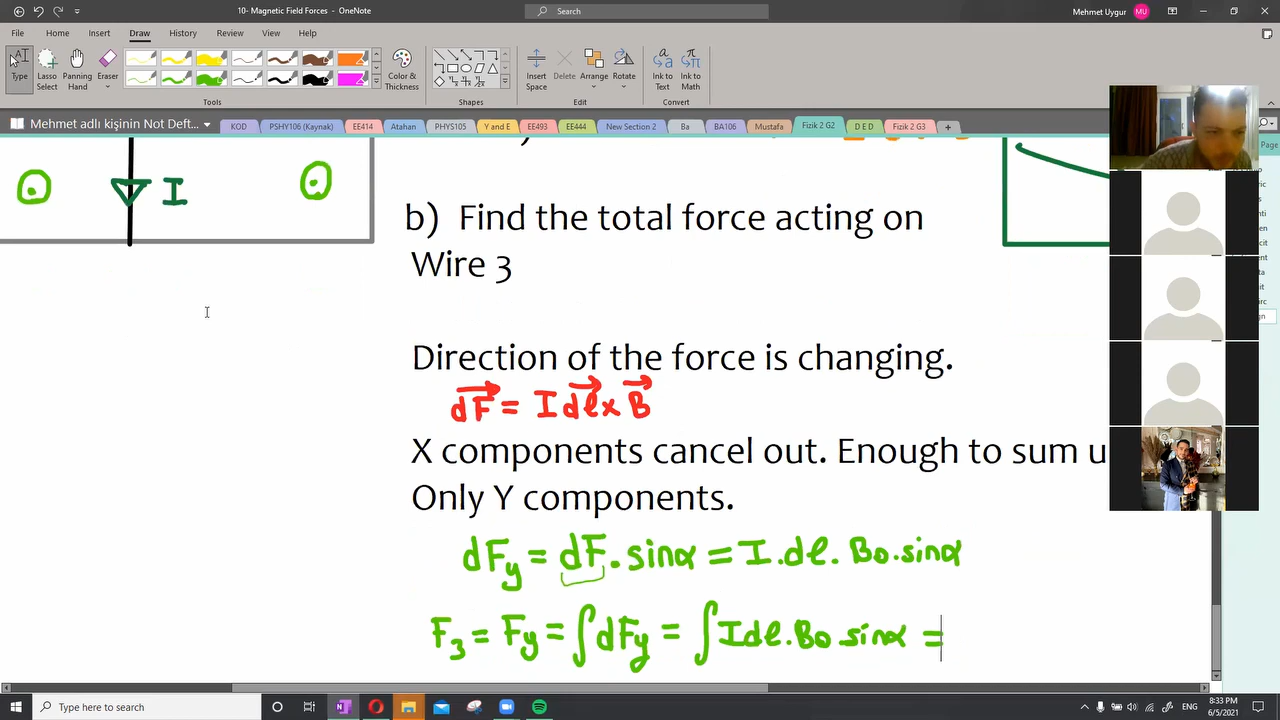 10- Magnetic Field Forces - OneNote
Search
Mehmet Uygur MU
File Home Insert Draw History Review View Help
Type
Lasso Select
Panning Hand
Eraser
Color & Thickness
Insert Space
Delete
Arrange
Rotate
Ink to Text
Ink to Math
Tools Shapes Edit Convert
Mehmet adlı kişinin Not Deft...
KOD PSHY106 (Kaynak) EE414 Atahan PHYS105 Y and E EE493 EE444 New Section 2 Ba BA106 Mustafa Fizik 2 G2 D E D Fizik 2 G3 +
Page
I
b) Find the total force acting on
Wire 3
Direction of the force is changing.
dF = I dl x B
X components cancel out. Enough to sum u
Only Y components.
dFy = dF . sinα = I.dl. B0.sinα
F3 = Fy = ∫dFy = ∫Idl.B0 sinα =
Type here to search
ENG
8:33 PM
6/5/2021